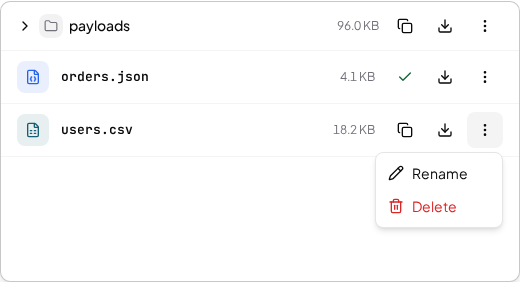 payloads 96.0 KB
orders.json 4.1 KB
users.csv 18.2 KB
Rename
Delete